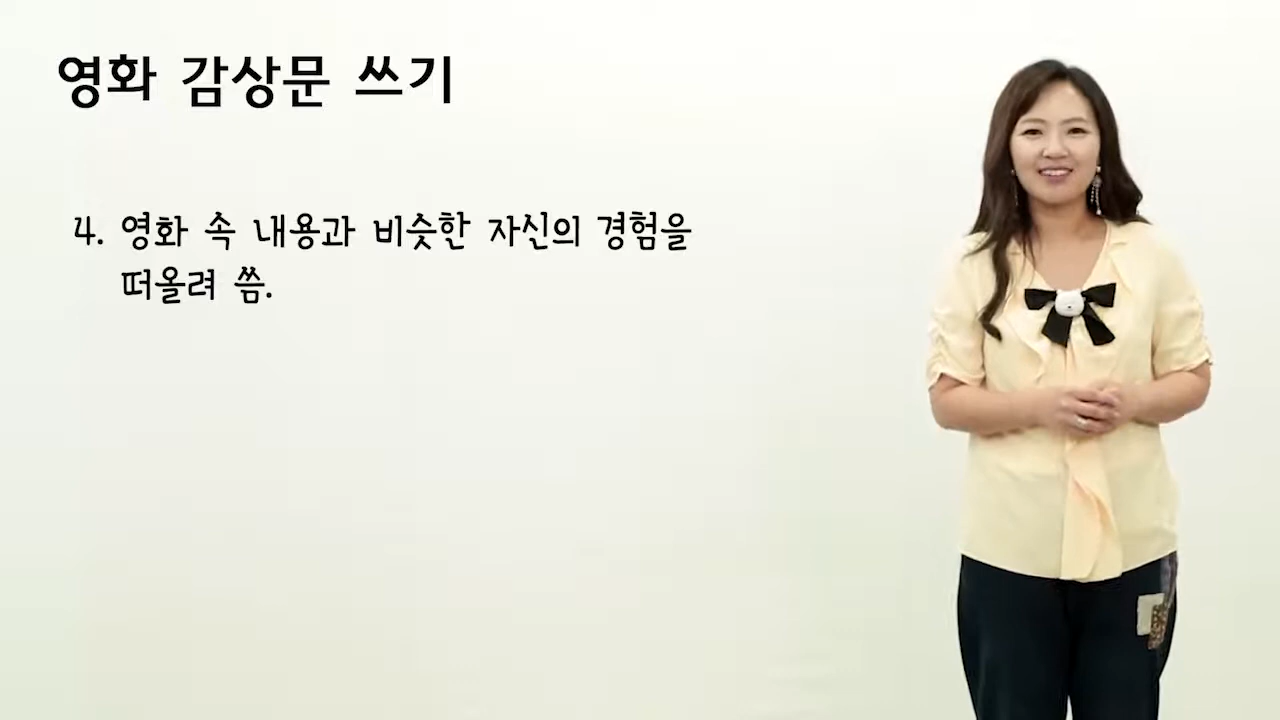 영화 감상문 쓰기
4. 영화 속 내용과 비슷한 자신의 경험을
떠올려 씀.